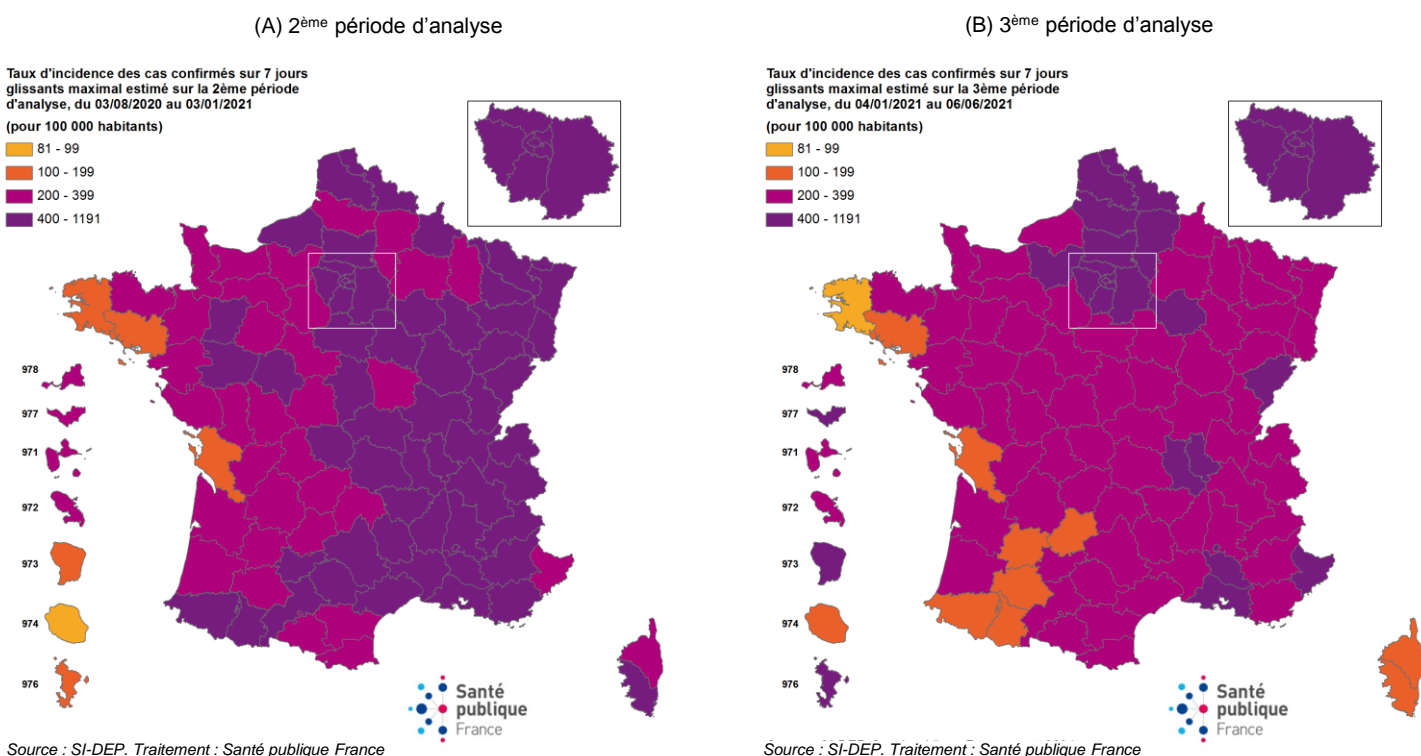 (A) 2ème période d'analyse
Taux d'incidence des cas confirmés sur 7 jours
glissants maximal estimé sur la 2ème période
d'analyse, du 03/08/2020 au 03/01/2021
(pour 100 000 habitants)
81 - 99
100 - 199
200 - 399
400 - 1191
978
977
971
972
973
974
976
Santé
publique
France
Source : SI-DEP. Traitement : Santé publique France
(B) 3ème période d'analyse
Taux d'incidence des cas confirmés sur 7 jours
glissants maximal estimé sur la 3ème période
d'analyse, du 04/01/2021 au 06/06/2021
(pour 100 000 habitants)
81 - 99
100 - 199
200 - 399
400 - 1191
978
977
971
972
973
974
976
Santé
publique
France
Source : SI-DEP. Traitement : Santé publique France